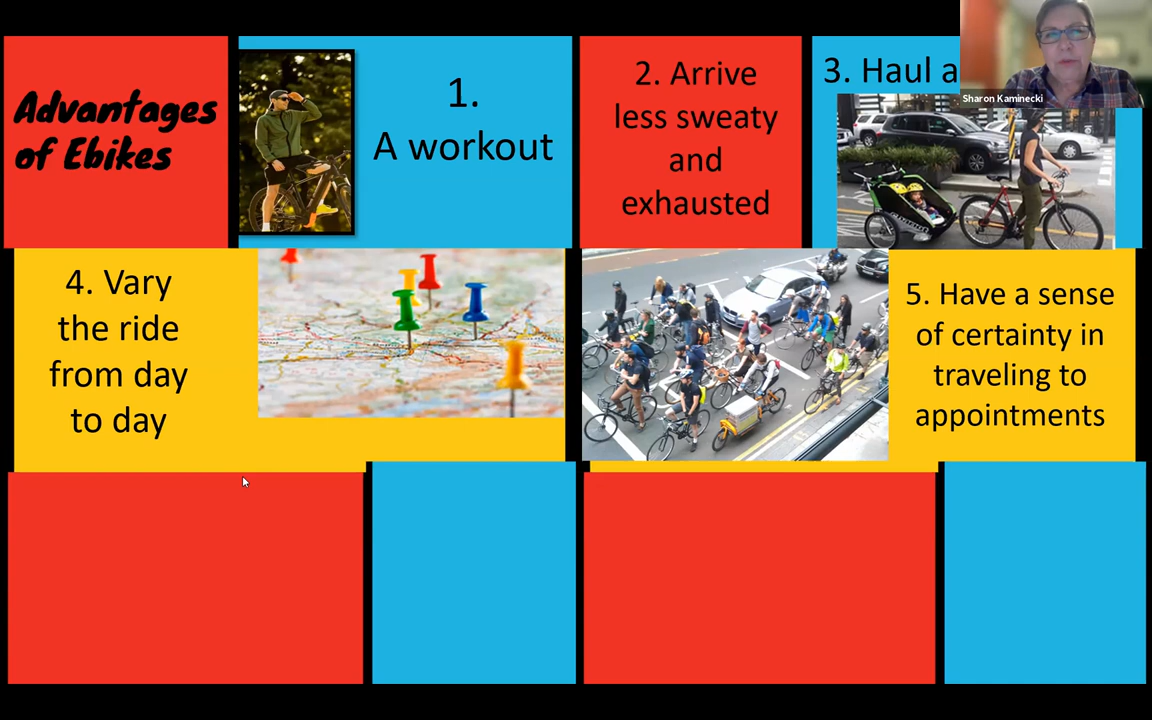 Advantages
of Ebikes
1.
A workout
2. Arrive
less sweaty
and
exhausted
3. Haul a
Sharon Kaminecki
4. Vary
the ride
from day
to day
5. Have a sense
of certainty in
traveling to
appointments